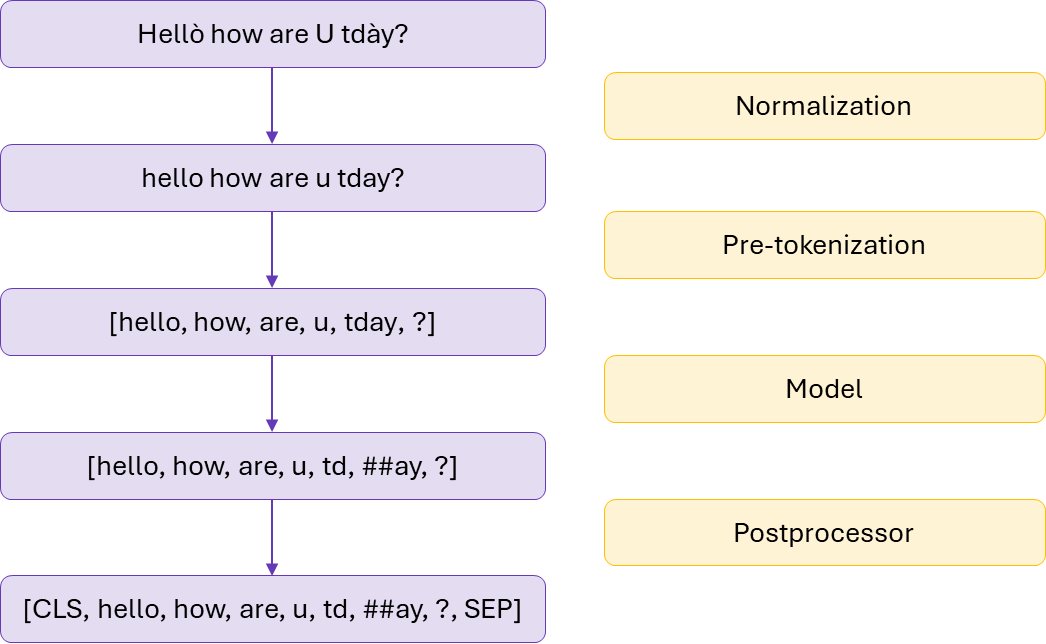 Hellò how are U tdày?
Normalization
hello how are u tday?
Pre-tokenization
[hello, how, are, u, tday, ?]
Model
[hello, how, are, u, td, ##ay, ?]
Postprocessor
[CLS, hello, how, are, u, td, ##ay, ?, SEP]